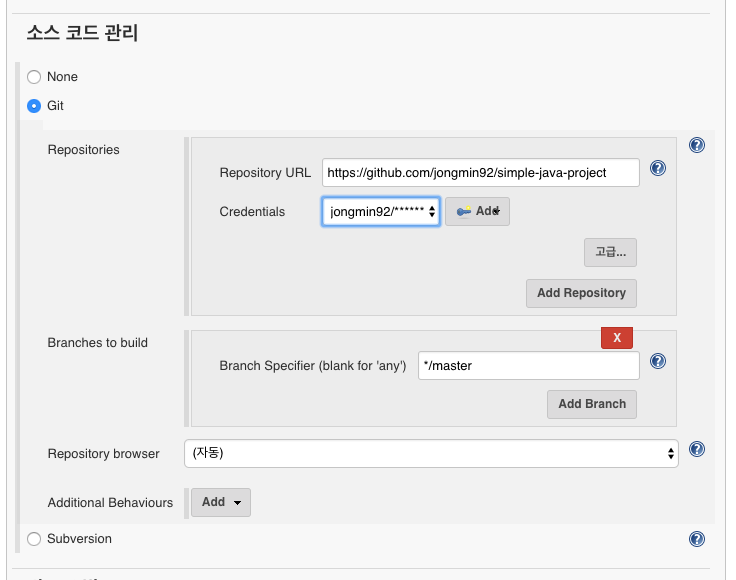 소스 코드 관리
None
Git
Repositories
Repository URL https://github.com/jongmin92/simple-java-project
Credentials jongmin92/****** Add
고급...
Add Repository
Branches to build
X
Branch Specifier (blank for 'any') */master
Add Branch
Repository browser (자동)
Additional Behaviours Add
Subversion